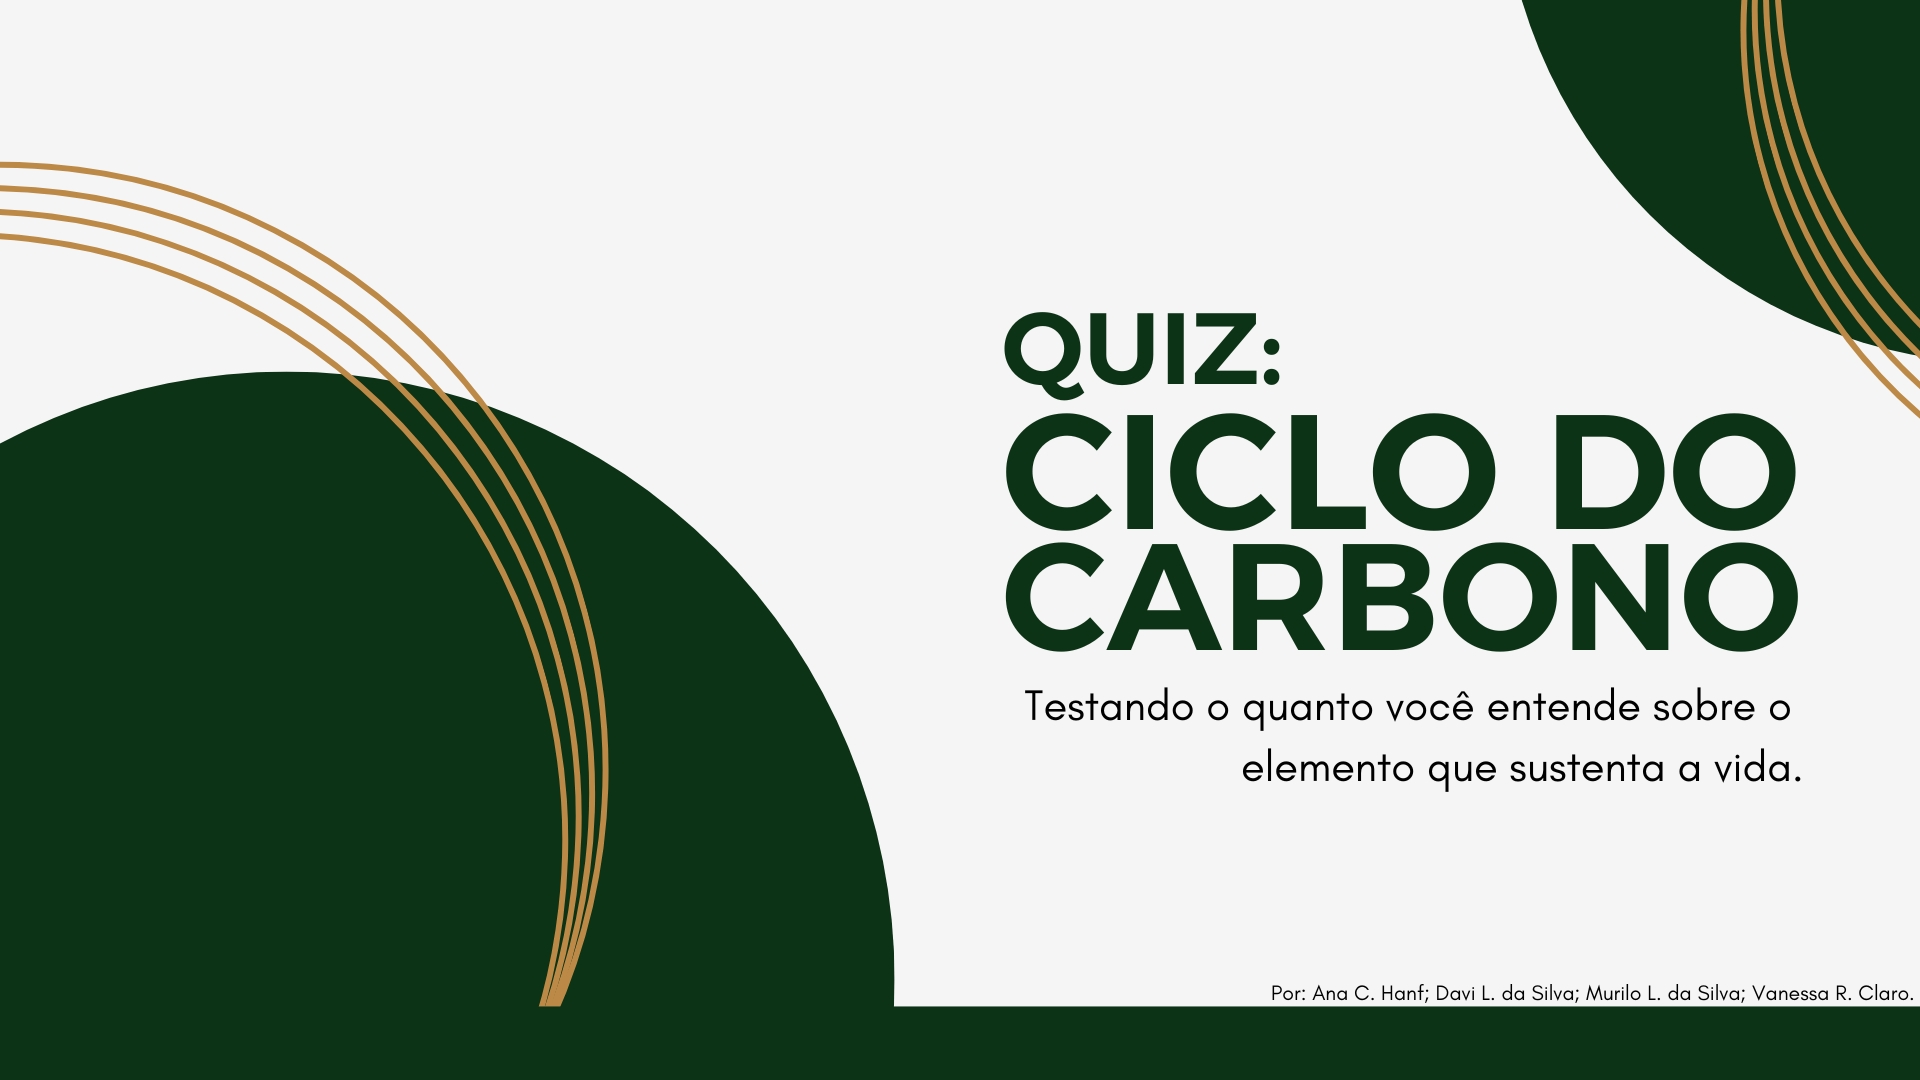 QUIZ:
CICLO DO
CARBONO
Testando o quanto você entende sobre o
elemento que sustenta a vida.
Por: Ana C. Hanf; Davi L. da Silva; Murilo L. da Silva; Vanessa R. Claro.